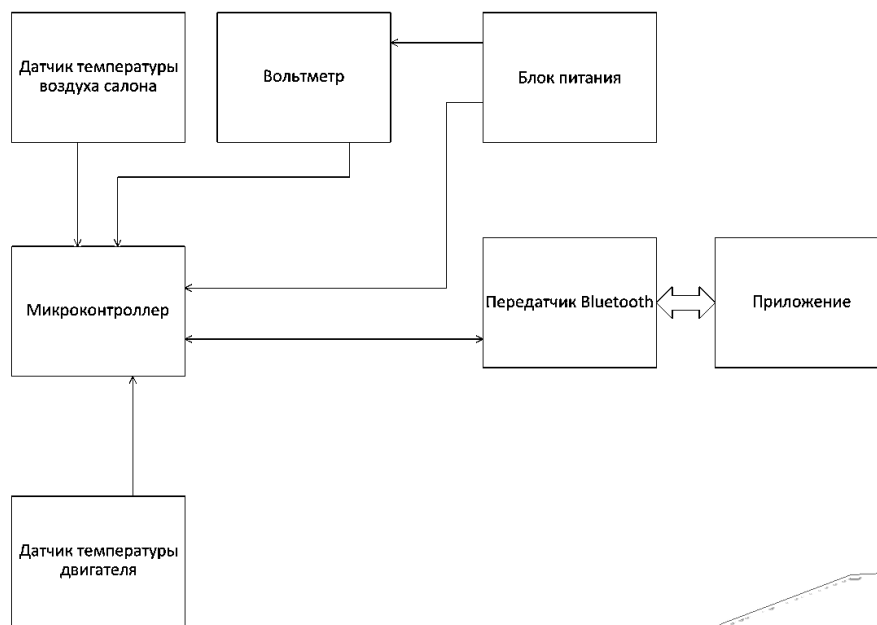 Датчик температуры
воздуха салона
Вольтметр
Блок питания
Микроконтроллер
Передатчик Bluetooth
Приложение
Датчик температуры
двигателя